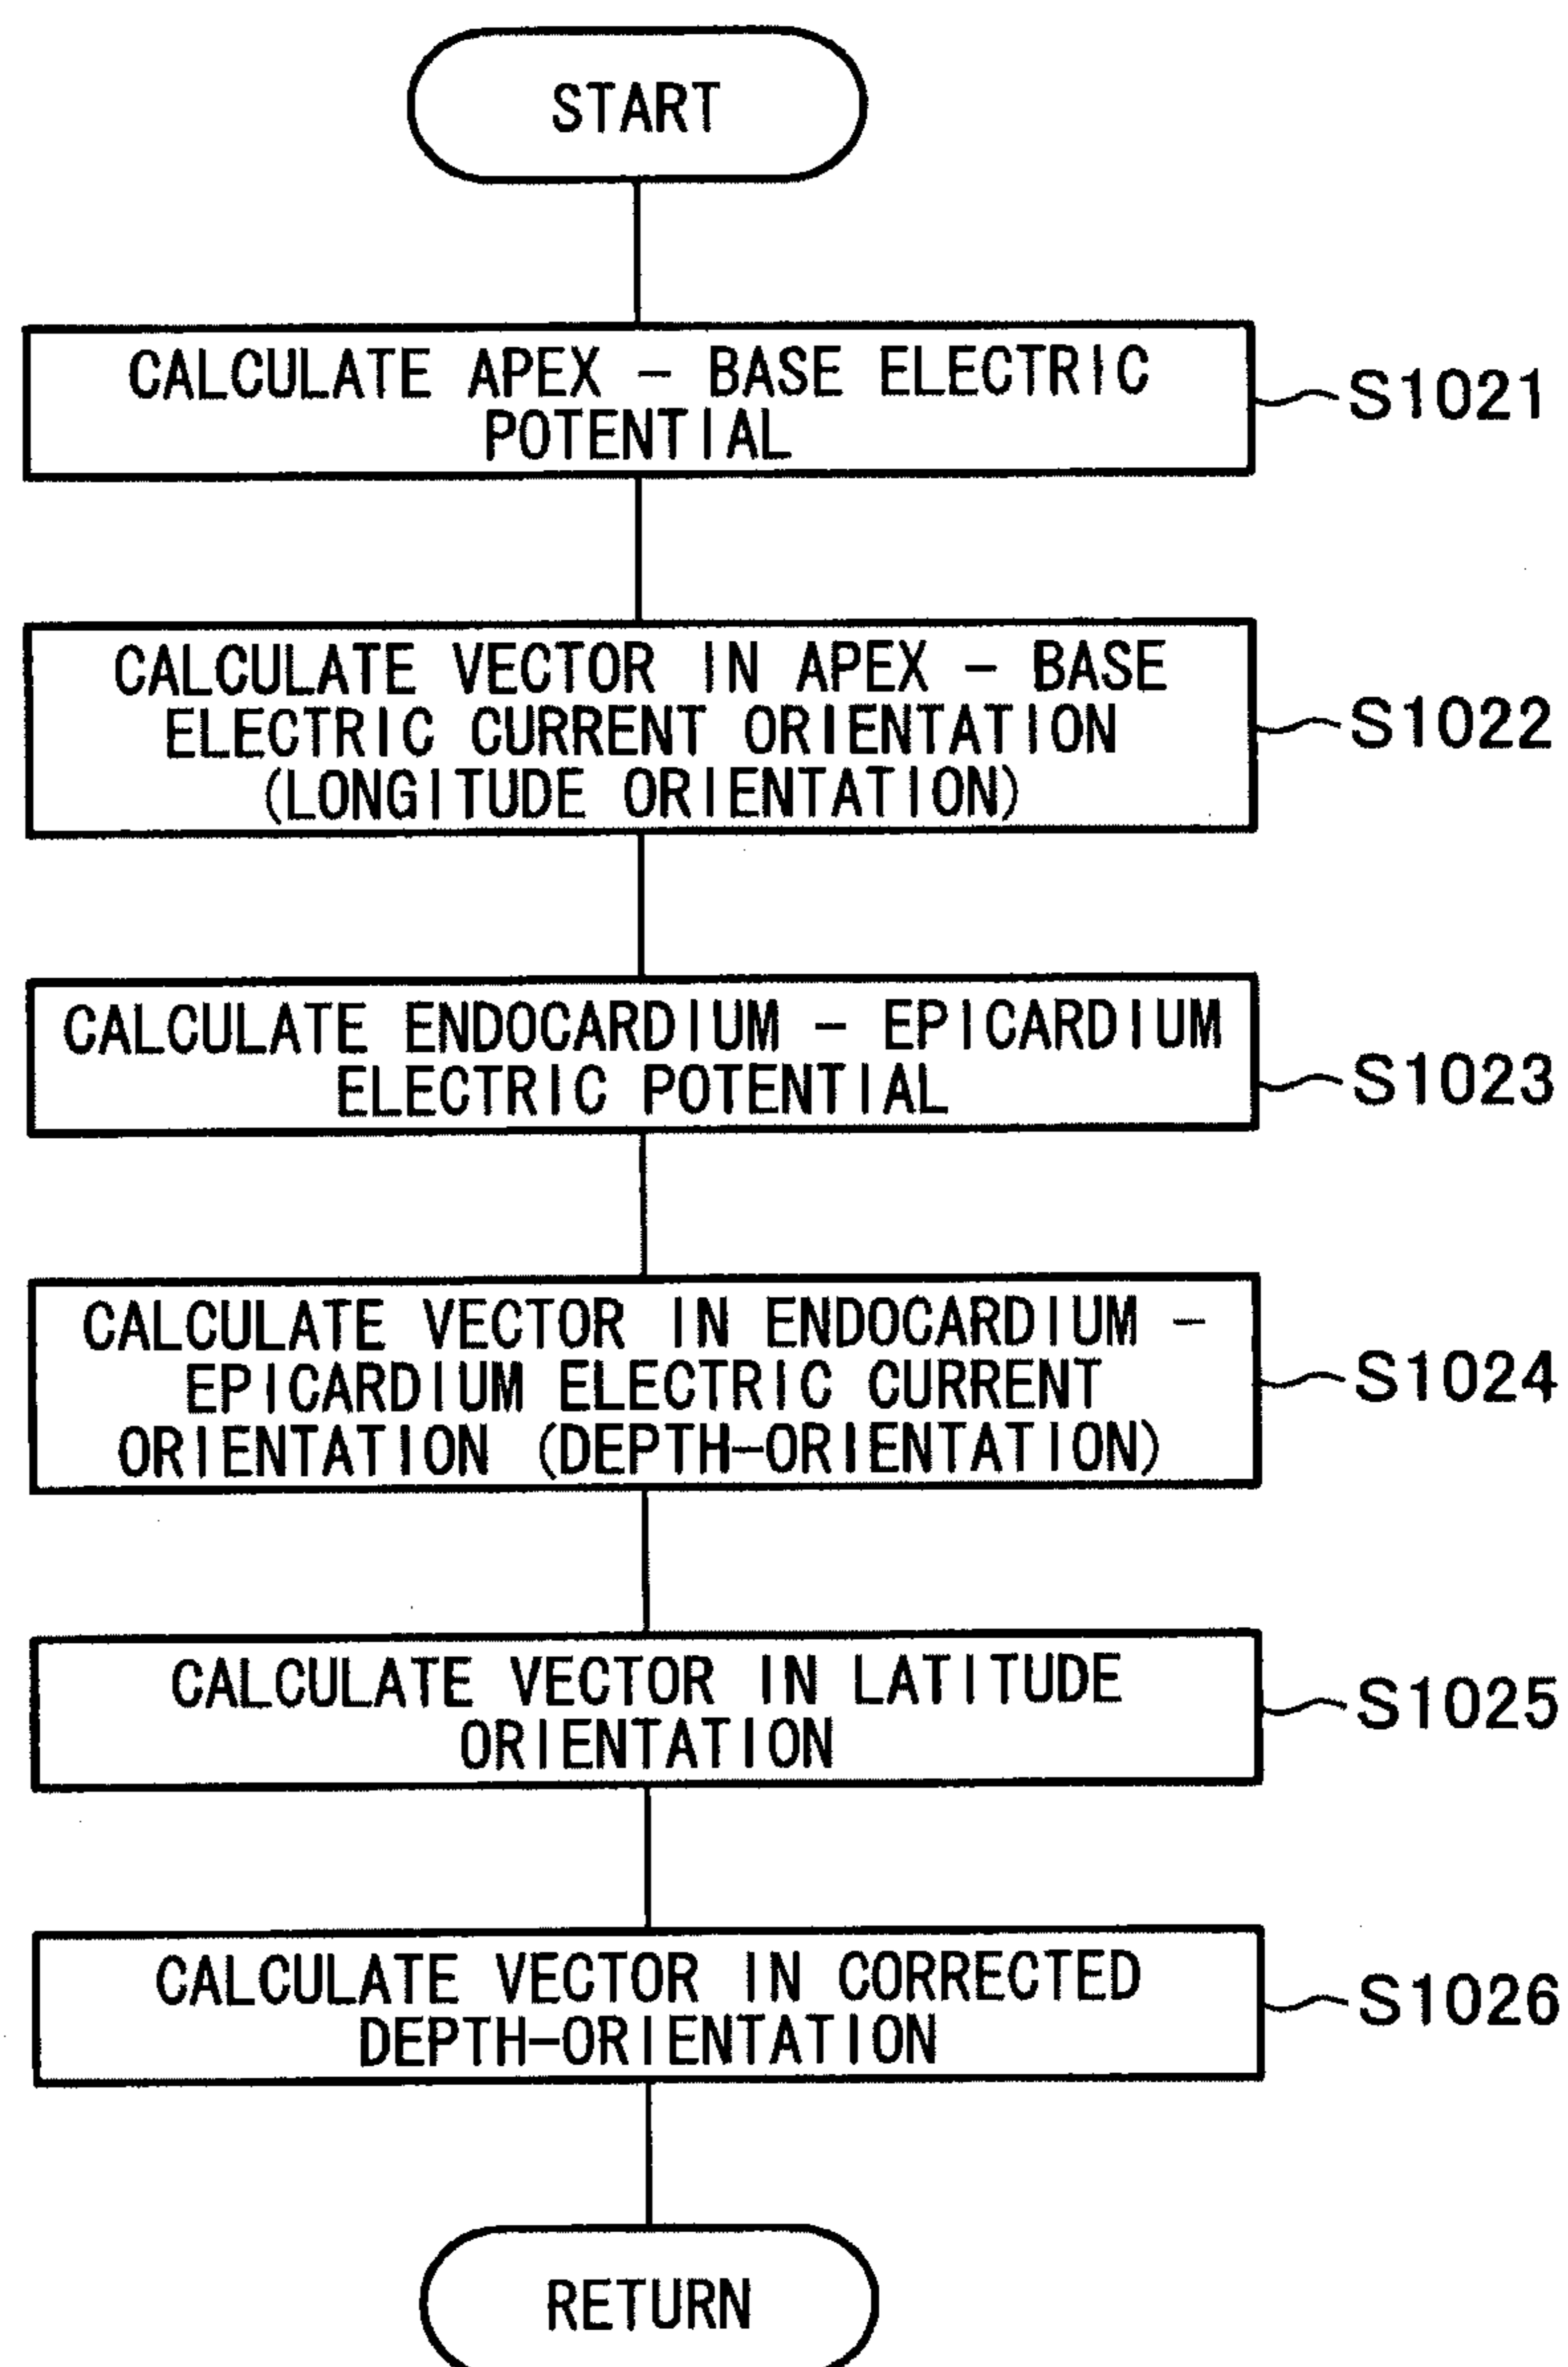 START
CALCULATE APEX - BASE ELECTRIC
POTENTIAL
S1021
CALCULATE VECTOR IN APEX - BASE
ELECTRIC CURRENT ORIENTATION
(LONGITUDE ORIENTATION)
S1022
CALCULATE ENDOCARDIUM - EPICARDIUM
ELECTRIC POTENTIAL
S1023
CALCULATE VECTOR IN ENDOCARDIUM -
EPICARDIUM ELECTRIC CURRENT
ORIENTATION (DEPTH-ORIENTATION)
S1024
CALCULATE VECTOR IN LATITUDE
ORIENTATION
S1025
CALCULATE VECTOR IN CORRECTED
DEPTH-ORIENTATION
S1026
RETURN